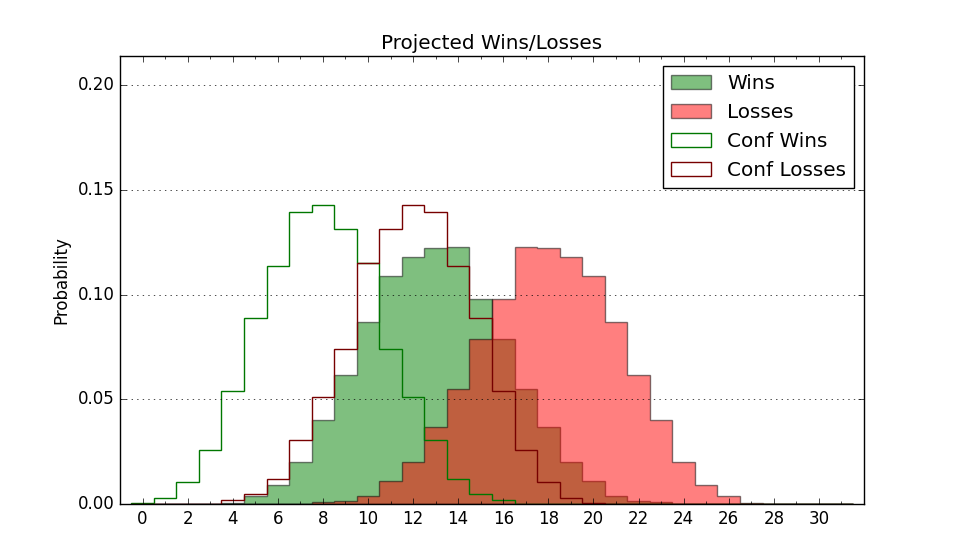 Projected Wins/Losses
0.20
0.15
0.10
0.05
0.00
Probability
Wins
Losses
Conf Wins
Conf Losses
0 2 4 6 8 10 12 14 16 18 20 22 24 26 28 30